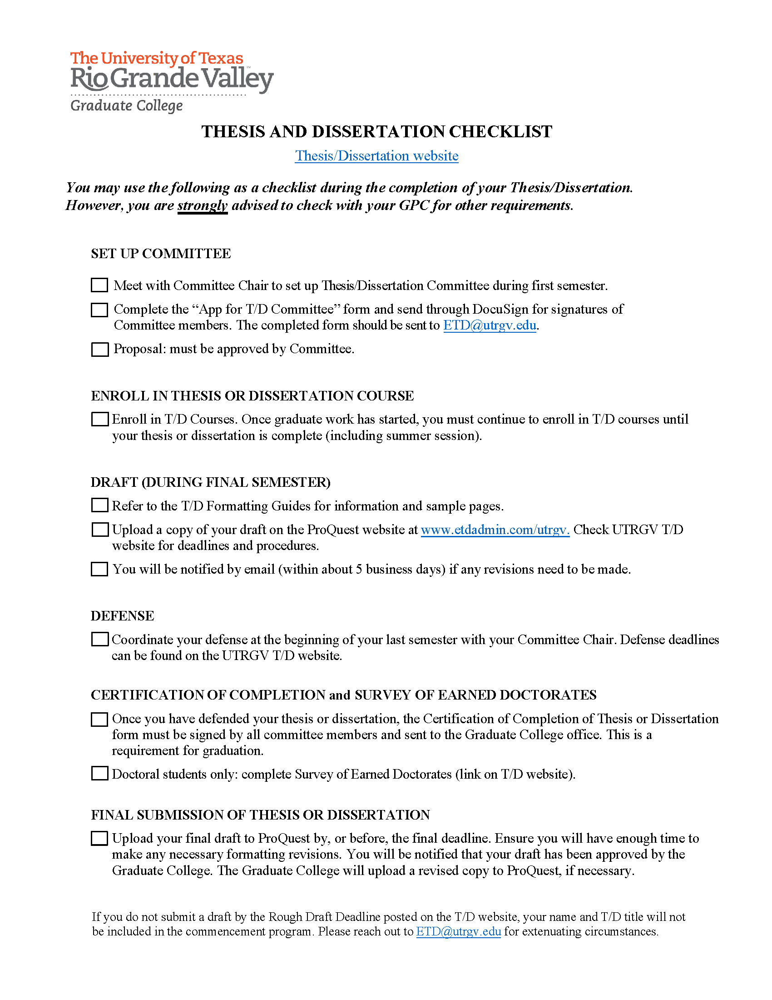 The University of Texas
Rio Grande Valley™
Graduate College
THESIS AND DISSERTATION CHECKLIST
Thesis/Dissertation website
You may use the following as a checklist during the completion of your Thesis/Dissertation.
However, you are strongly advised to check with your GPC for other requirements.
SET UP COMMITTEE
Meet with Committee Chair to set up Thesis/Dissertation Committee during first semester.
Complete the “App for T/D Committee” form and send through DocuSign for signatures of
Committee members. The completed form should be sent to ETD@utrgv.edu.
Proposal: must be approved by Committee.
ENROLL IN THESIS OR DISSERTATION COURSE
Enroll in T/D Courses. Once graduate work has started, you must continue to enroll in T/D courses until
your thesis or dissertation is complete (including summer session).
DRAFT (DURING FINAL SEMESTER)
Refer to the T/D Formatting Guides for information and sample pages.
Upload a copy of your draft on the ProQuest website at www.etdadmin.com/utrgv. Check UTRGV T/D
website for deadlines and procedures.
You will be notified by email (within about 5 business days) if any revisions need to be made.
DEFENSE
Coordinate your defense at the beginning of your last semester with your Committee Chair. Defense deadlines
can be found on the UTRGV T/D website.
CERTIFICATION OF COMPLETION and SURVEY OF EARNED DOCTORATES
Once you have defended your thesis or dissertation, the Certification of Completion of Thesis or Dissertation
form must be signed by all committee members and sent to the Graduate College office. This is a
requirement for graduation.
Doctoral students only: complete Survey of Earned Doctorates (link on T/D website).
FINAL SUBMISSION OF THESIS OR DISSERTATION
Upload your final draft to ProQuest by, or before, the final deadline. Ensure you will have enough time to
make any necessary formatting revisions. You will be notified that your draft has been approved by the
Graduate College. The Graduate College will upload a revised copy to ProQuest, if necessary.
If you do not submit a draft by the Rough Draft Deadline posted on the T/D website, your name and T/D title will not
be included in the commencement program. Please reach out to ETD@utrgv.edu for extenuating circumstances.